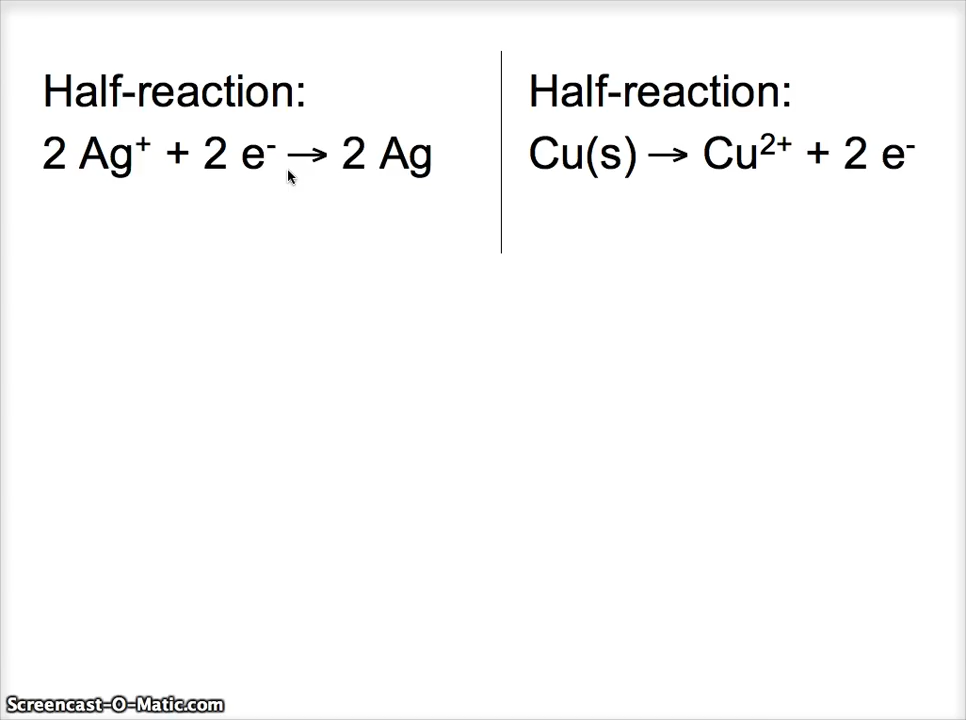 Half-reaction:
2 Ag⁺ + 2 e⁻ → 2 Ag
Half-reaction:
Cu(s) → Cu²⁺ + 2 e⁻
Screencast-O-Matic.com